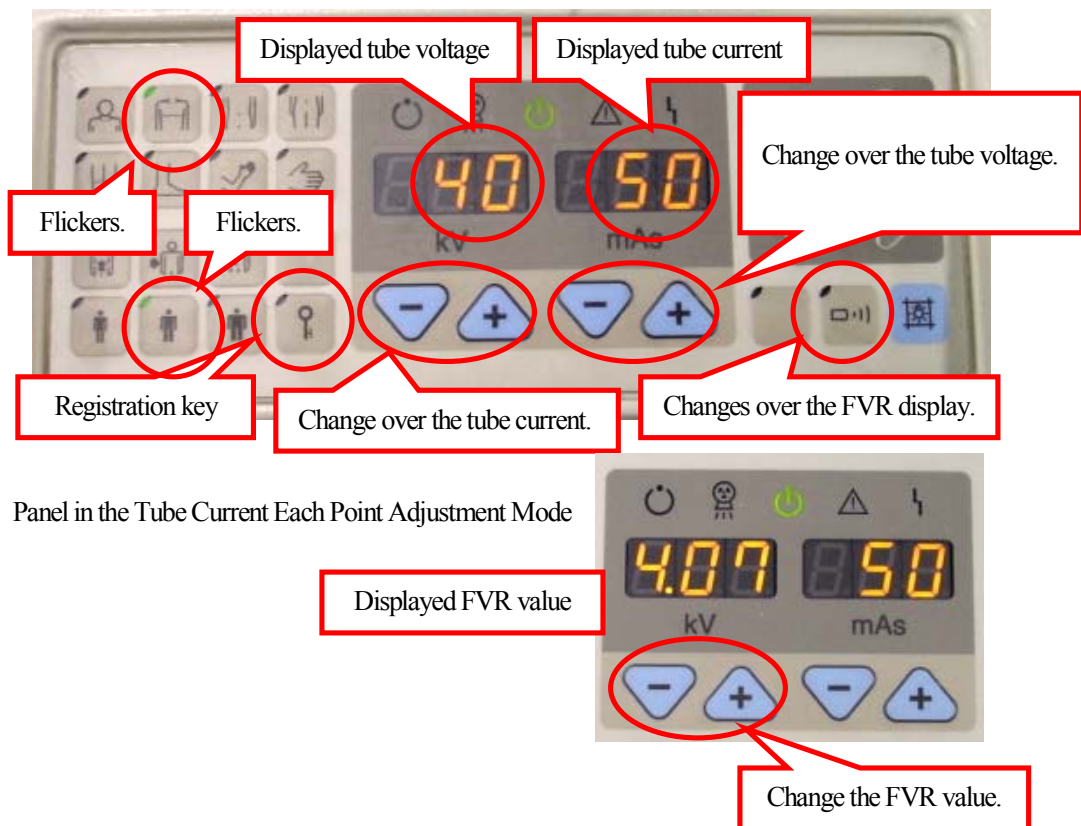 Displayed tube voltage
Displayed tube current
Change over the tube voltage.
40
50
kV
mAs
Flickers.
Flickers.
Registration key
Change over the tube current.
Changes over the FVR display.
Panel in the Tube Current Each Point Adjustment Mode
Displayed FVR value
4.07
50
kV
mAs
Change the FVR value.